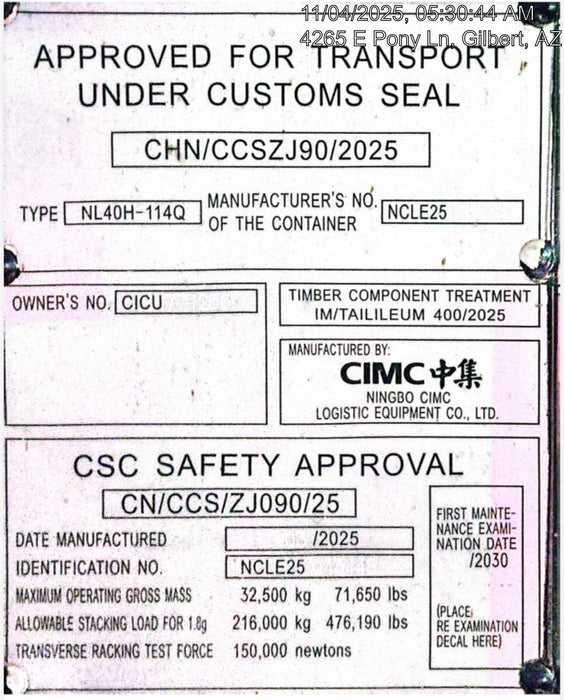 11/04/2025, 05:30:44 AM
4265 E Pony Ln, Gilbert, AZ
APPROVED FOR TRANSPORT
UNDER CUSTOMS SEAL
CHN/CCSZJ90/2025
TYPE NL40H-114Q
MANUFACTURER'S NO.
OF THE CONTAINER
NCLE25
OWNER'S NO. CICU
TIMBER COMPONENT TREATMENT
IM/TAILILEUM 400/2025
MANUFACTURED BY:
CIMC中集
NINGBO CIMC
LOGISTIC EQUIPMENT CO., LTD.
CSC SAFETY APPROVAL
CN/CCS/ZJ090/25
DATE MANUFACTURED /2025
IDENTIFICATION NO. NCLE25
MAXIMUM OPERATING GROSS MASS 32,500 kg 71,650 lbs
ALLOWABLE STACKING LOAD FOR 1.8g 216,000 kg 476,190 lbs
TRANSVERSE RACKING TEST FORCE 150,000 newtons
FIRST MAINTE-
NANCE EXAMI-
NATION DATE
/2030
(PLACE
RE EXAMINATION
DECAL HERE)